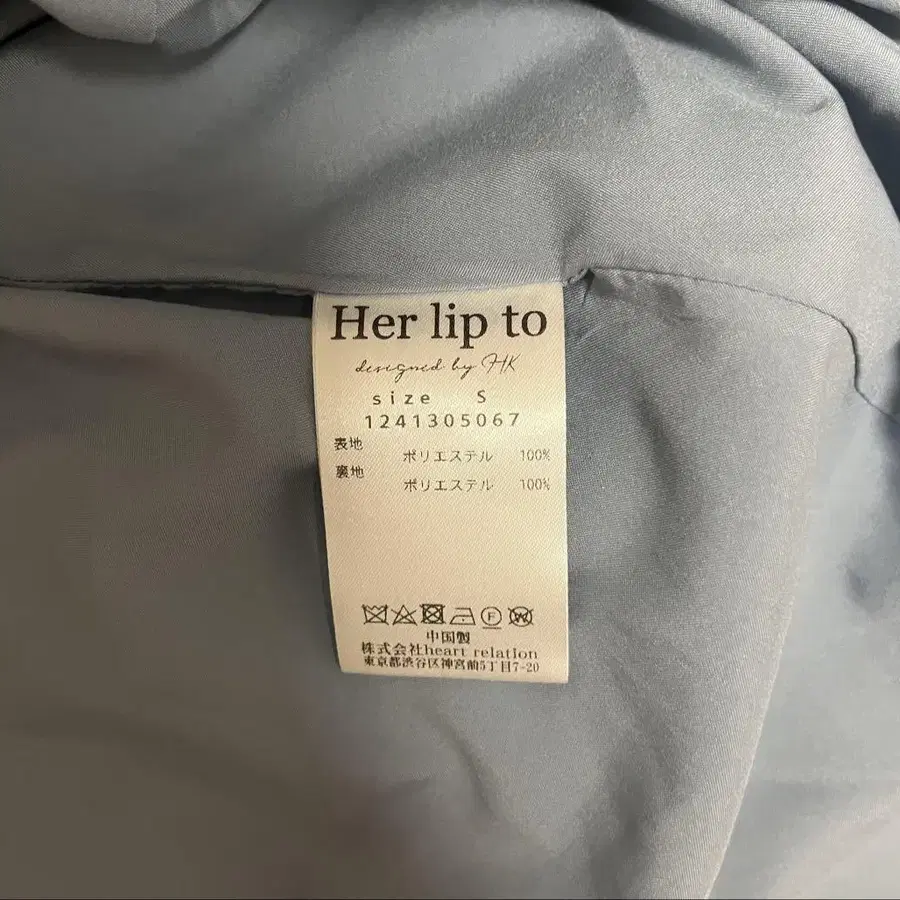 Her lip to
designed by HK
size S
1241305067
表地
ポリエステル 100%
裏地
ポリエステル 100%
中国製
株式会社heart relation
東京都渋谷区神宮前5丁目7-20